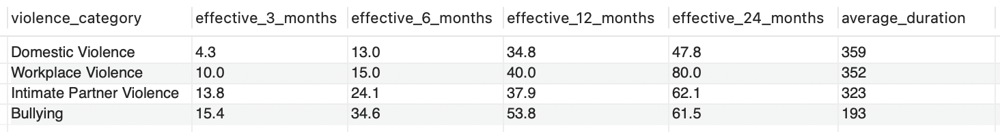 violence_category effective_3_months effective_6_months effective_12_months effective_24_months average_duration
Domestic Violence 4.3 13.0 34.8 47.8 359
Workplace Violence 10.0 15.0 40.0 80.0 352
Intimate Partner Violence 13.8 24.1 37.9 62.1 323
Bullying 15.4 34.6 53.8 61.5 193